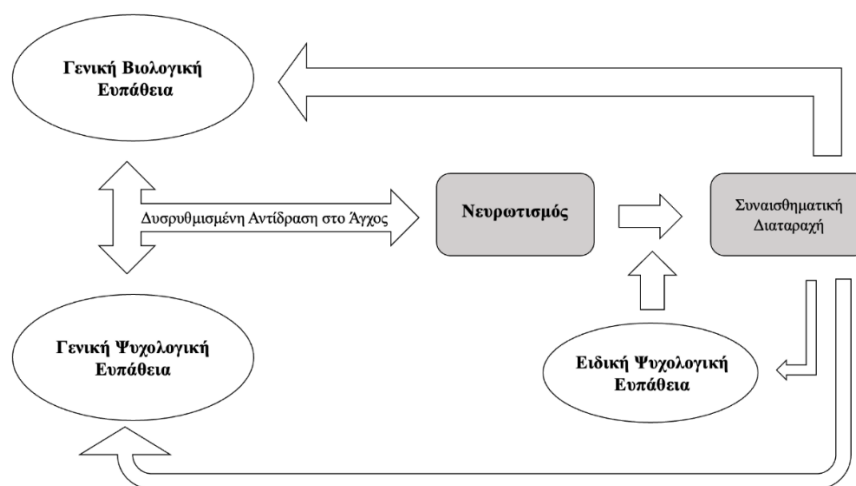 Γενική Βιολογική
Ευπάθεια
Δυσρυθμισμένη Αντίδραση στο Άγχος
Νευρωτισμός
Συναισθηματική
Διαταραχή
Γενική Ψυχολογική
Ευπάθεια
Ειδική Ψυχολογική
Ευπάθεια